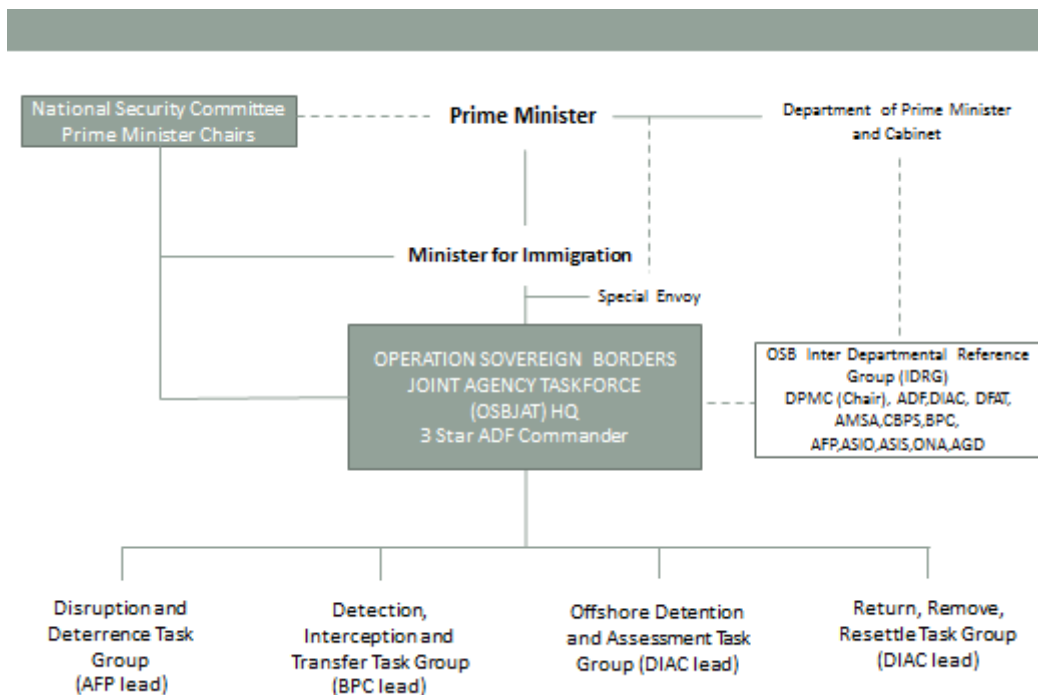 National Security Committee
Prime Minister Chairs
Prime Minister
Department of Prime Minister
and Cabinet
Minister for Immigration
Special Envoy
OPERATION SOVEREIGN BORDERS
JOINT AGENCY TASKFORCE
(OSBJAT) HQ
3 Star ADF Commander
OSB Inter Departmental Reference
Group (IDRG)
DPMC (Chair), ADF,DIAC, DFAT,
AMSA,CBPS,BPC,
AFP,ASIO,ASIS,ONA,AGD
Disruption and
Deterrence Task
Group
(AFP lead)
Detection,
Interception and
Transfer Task Group
(BPC lead)
Offshore Detention
and Assessment Task
Group (DIAC lead)
Return, Remove,
Resettle Task Group
(DIAC lead)